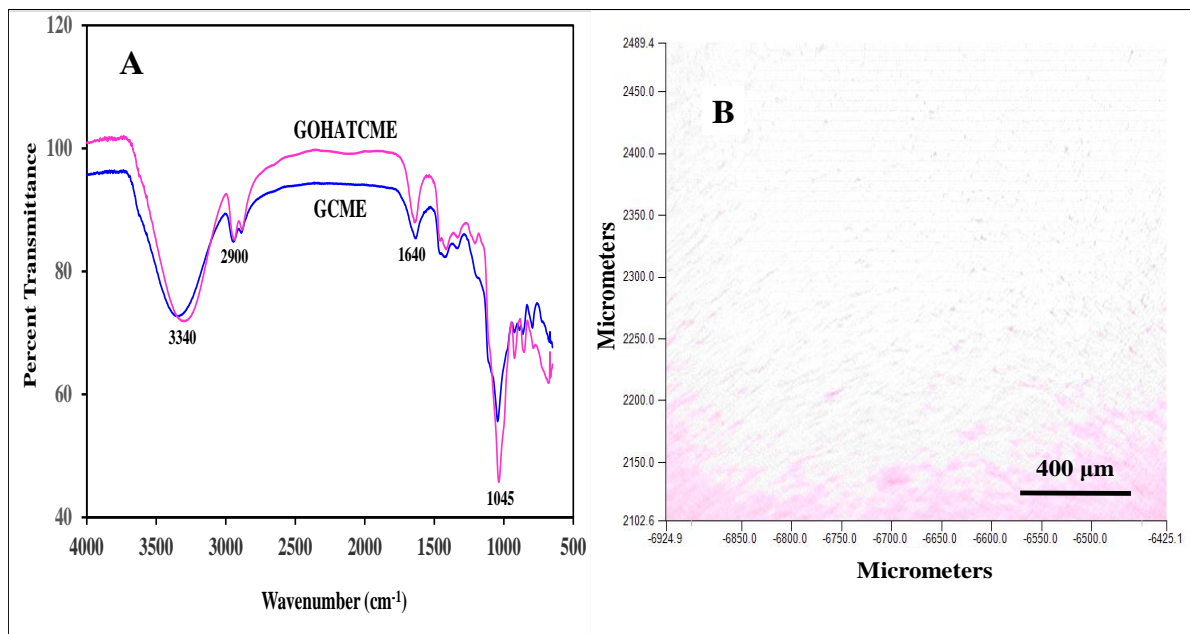 A
120
100
80
60
40
Percent Transmittance
GOHATCME
GCME
3340
2900
1640
1045
4000 3500 3000 2500 2000 1500 1000 500
Wavenumber (cm⁻¹)
B
2489.4
2450.0
2400.0
2350.0
2300.0
2250.0
2200.0
2150.0
2102.6
Micrometers
400 μm
-6924.9 -6850.0 -6800.0 -6750.0 -6700.0 -6650.0 -6600.0 -6550.0 -6500.0 -6425.1
Micrometers